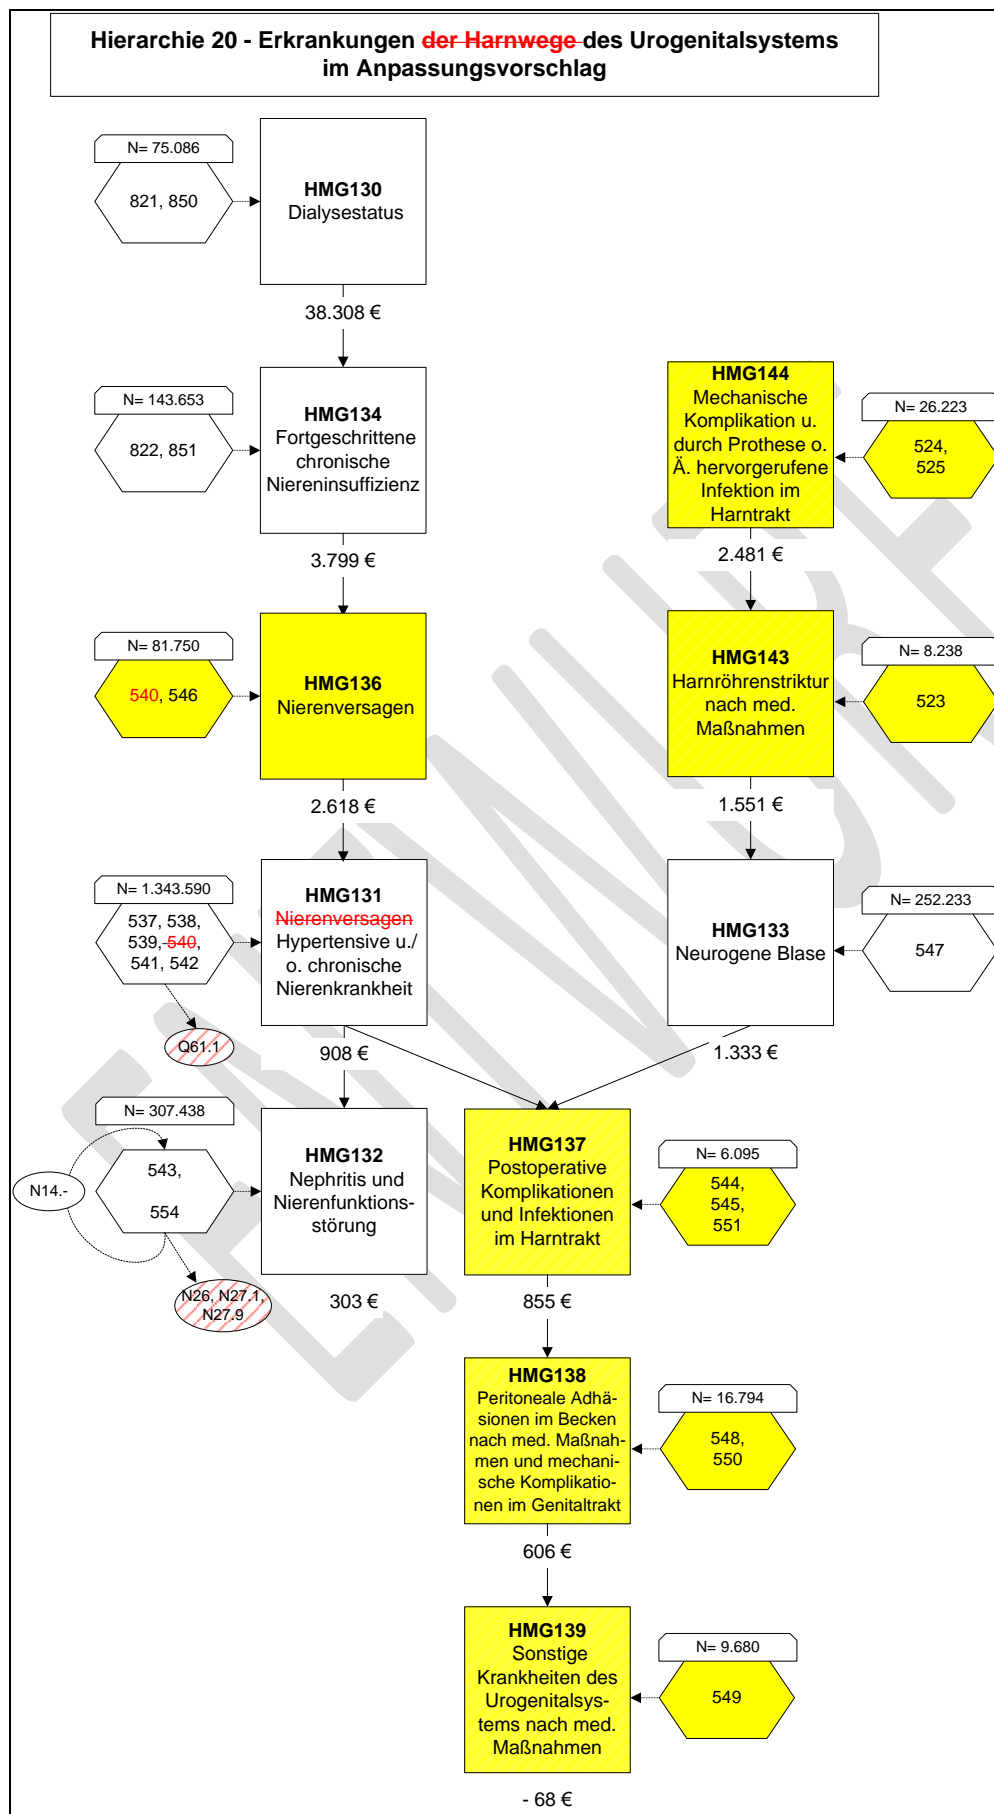 Hierarchie 20 - Erkrankungen der Harnwege des Urogenitalsystems
im Anpassungsvorschlag
N= 75.086
821, 850
HMG130
Dialysestatus
38.308 €
N= 143.653
822, 851
HMG134
Fortgeschrittene
chronische
Niereninsuffizienz
3.799 €
HMG144
Mechanische
Komplikation u.
durch Prothese o.
Ä. hervorgerufene
Infektion im
Harntrakt
N= 26.223
524,
525
2.481 €
N= 81.750
540, 546
HMG136
Nierenversagen
2.618 €
HMG143
Harnröhrenstriktur
nach med.
Maßnahmen
N= 8.238
523
1.551 €
N= 1.343.590
537, 538,
539, 540,
541, 542
Q61.1
HMG131
Nierenversagen
Hypertensive u./
o. chronische
Nierenkrankheit
908 €
HMG133
Neurogene Blase
N= 252.233
547
1.333 €
N= 307.438
543,
554
N14.-
N26, N27.1,
N27.9
HMG132
Nephritis und
Nierenfunktions-
störung
303 €
HMG137
Postoperative
Komplikationen
und Infektionen
im Harntrakt
N= 6.095
544,
545,
551
855 €
HMG138
Peritoneale Adhä-
sionen im Becken
nach med. Maßnah-
men und mechani-
sche Komplikatio-
nen im Genitaltrakt
N= 16.794
548,
550
606 €
HMG139
Sonstige
Krankheiten des
Urogenitalsys-
tems nach med.
Maßnahmen
N= 9.680
549
- 68 €
ENTWURF